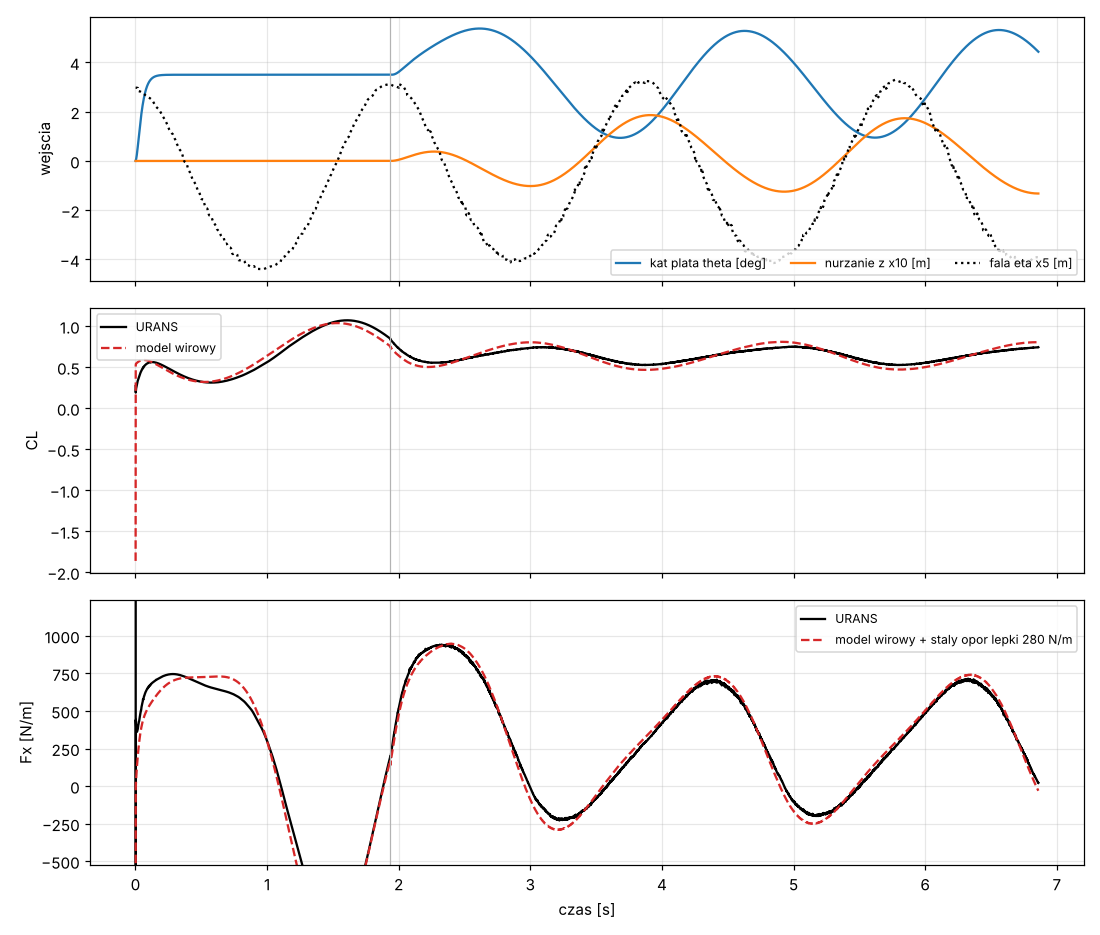 wejscia
4
2
0
−2
−4
kat plata theta [deg]
nurzanie z x10 [m]
fala eta x5 [m]
CL
1.0
0.5
0.0
−0.5
−1.0
−1.5
−2.0
URANS
model wirowy
Fx [N/m]
1000
750
500
250
0
−250
−500
URANS
model wirowy + staly opor lepki 280 N/m
0 1 2 3 4 5 6 7
czas [s]